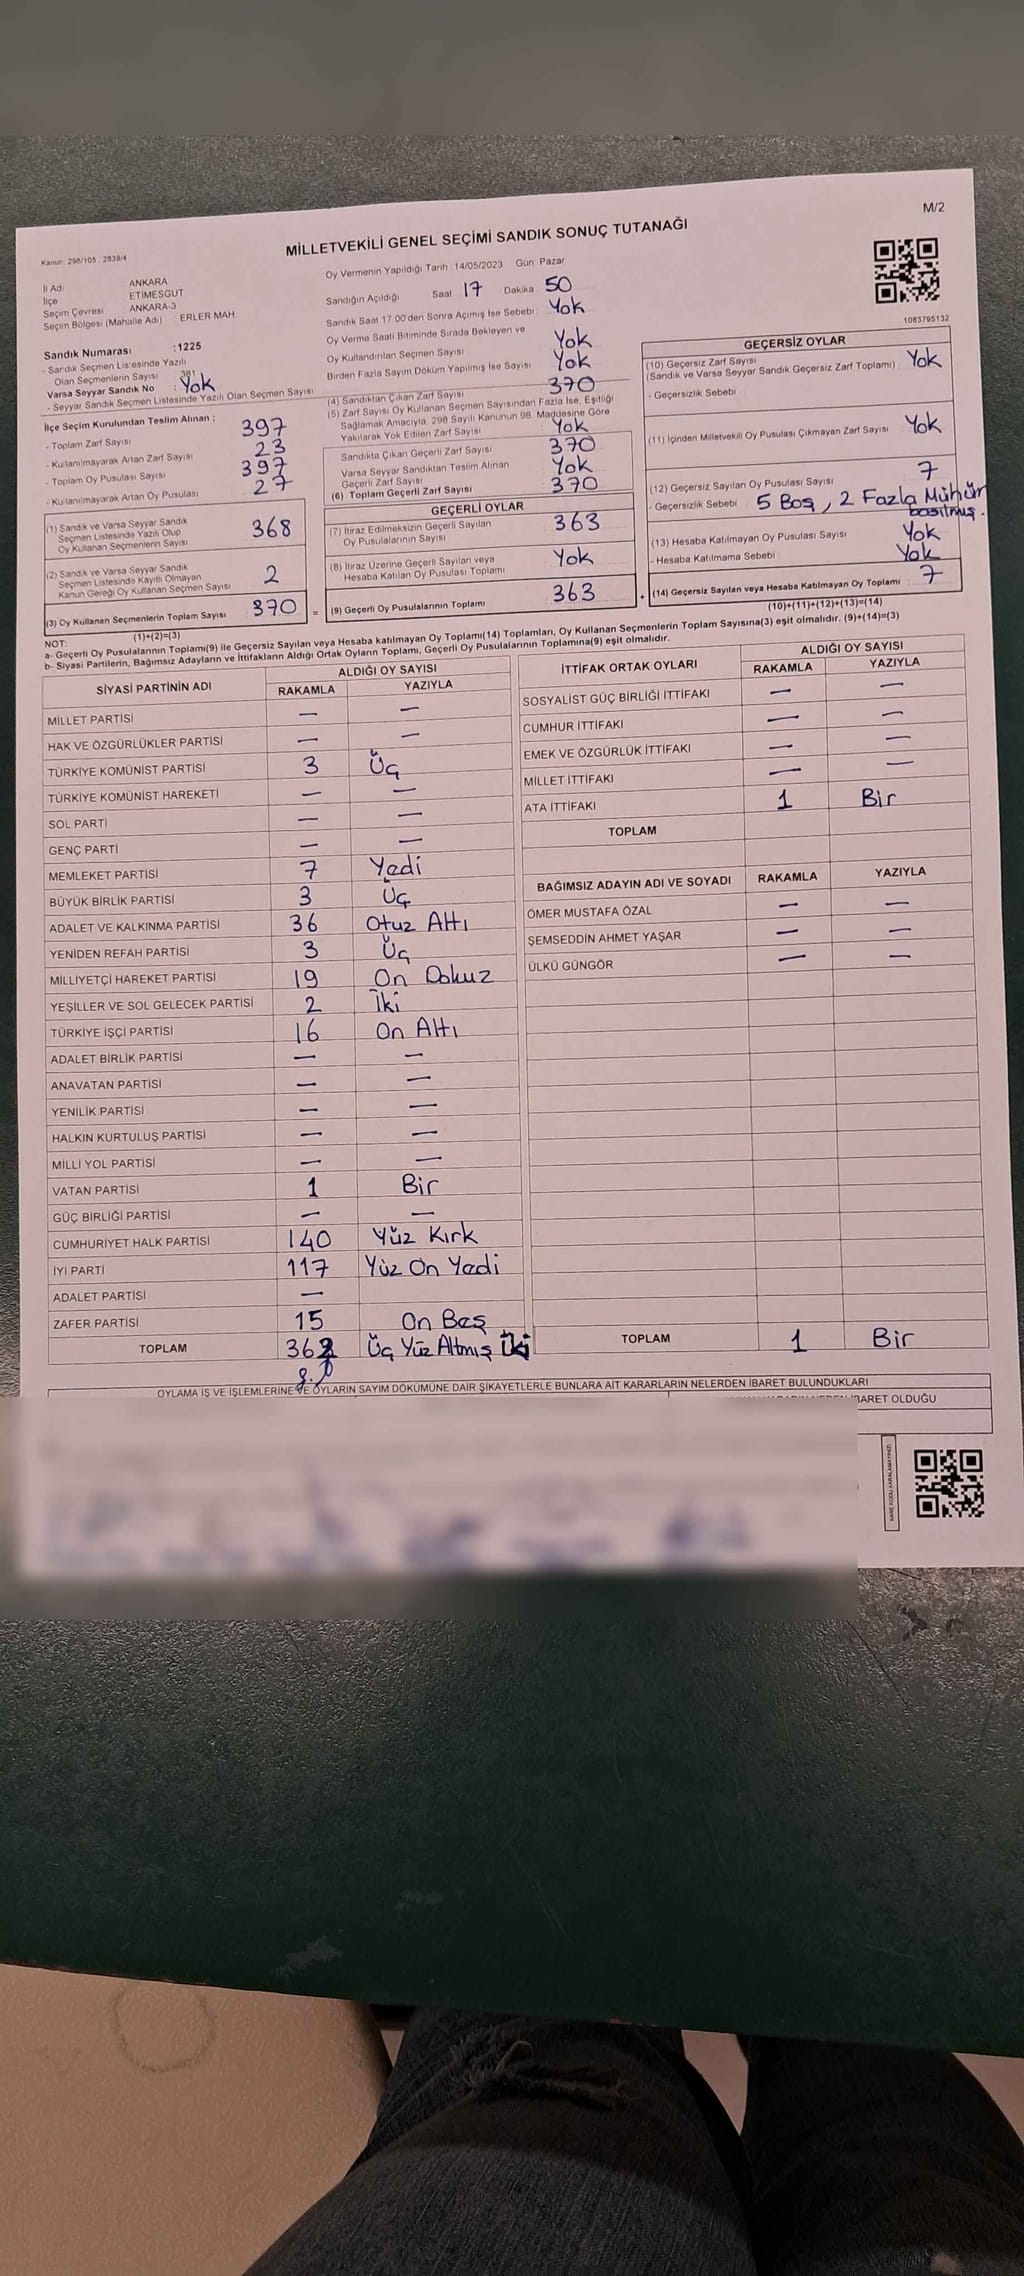 M/2
MİLLETVEKİLİ GENEL SEÇİMİ SANDIK SONUÇ TUTANAĞI
Kanun: 298/105 : 2839/4
İl Adı ANKARA
İlçe ETİMESGUT
Seçim Çevresi ANKARA-3
Seçim Bölgesi (Mahalle Adı) ERLER MAH
Oy Vermenin Yapıldığı Tarih : 14/05/2023 Gün: Pazar
Sandığın Açıldığı Saat 17 Dakika 50
Sandık Saat 17:00'den Sonra Açımış İse Sebebi : Yok
Oy Verme Saati Bitiminde Sırada Bekleyen ve
Oy Kullandırılan Seçmen Sayısı Yok
Birden Fazla Sayım Döküm Yapılmış İse Sayısı Yok
1083795132
Sandık Numarası :1225
- Sandık Seçmen Listesinde Yazılı
Olan Seçmenlerin Sayısı 391
Varsa Seyyar Sandık No : Yok
- Seyyar Sandık Seçmen Listesinde Yazılı Olan Seçmen Sayısı
İlçe Seçim Kurulundan Teslim Alınan ;
- Toplam Zarf Sayısı 397
- Kullanılmayarak Artan Zarf Sayısı 23
- Toplam Oy Pusulası Sayısı 397
- Kullanılmayarak Artan Oy Pusulası 27
(1) Sandık ve Varsa Seyyar Sandık
Seçmen Listesinde Yazılı Olup
Oy Kullanan Seçmenlerin Sayısı 368
(2) Sandık ve Varsa Seyyar Sandık
Seçmen Listesinde Kayıtlı Olmayan
Kanun Gereği Oy Kullanan Seçmen Sayısı 2
(3) Oy Kullanan Seçmenlerin Toplam Sayısı 370
(1)+(2)=(3)
(4) Sandıktan Çıkan Zarf Sayısı 370
(5) Zarf Sayısı Oy Kullanan Seçmen Sayısından Fazla İse, Eşitliği
Sağlamak Amacıyla, 298 Sayılı Kanunun 98. Maddesine Göre
Yakılarak Yok Edilen Zarf Sayısı Yok
Sandıkta Çıkan Geçerli Zarf Sayısı 370
Varsa Seyyar Sandıktan Teslim Alınan
Geçerli Zarf Sayısı Yok
(6) Toplam Geçerli Zarf Sayısı 370
GEÇERLİ OYLAR
(7) İtiraz Edilmeksizin Geçerli Sayılan
Oy Pusulalarının Sayısı 363
(8) İtiraz Üzerine Geçerli Sayılan veya
Hesaba Katılan Oy Pusulası Toplamı Yok
= (9) Geçerli Oy Pusulalarının Toplamı 363
GEÇERSİZ OYLAR
(10) Geçersiz Zarf Sayısı
(Sandık ve Varsa Seyyar Sandık Geçersiz Zarf Toplamı) Yok
- Geçersizlik Sebebi
(11) İçinden Milletvekili Oy Pusulası Çıkmayan Zarf Sayısı Yok
(12) Geçersiz Sayılan Oy Pusulası Sayısı 7
- Geçersizlik Sebebi 5 Boş, 2 Fazla Mühür
basılmış.
(13) Hesaba Katılmayan Oy Pusulası Sayısı Yok
- Hesaba Katılmama Sebebi : Yok
+ (14) Geçersiz Sayılan veya Hesaba Katılmayan Oy Toplamı 7
(10)+(11)+(12)+(13)=(14)
NOT:
a- Geçerli Oy Pusulalarının Toplamı(9) ile Geçersiz Sayılan veya Hesaba katılmayan Oy Toplamı(14) Toplamları, Oy Kullanan Seçmenlerin Toplam Sayısına(3) eşit olmalıdır. (9)+(14)=(3)
b- Siyasi Partilerin, Bağımsız Adayların ve İttifakların Aldığı Ortak Oyların Toplamı, Geçerli Oy Pusulalarının Toplamına(9) eşit olmalıdır.
SİYASİ PARTİNİN ADI ALDIĞI OY SAYISI
RAKAMLA YAZIYLA
MİLLET PARTİSİ — —
HAK VE ÖZGÜRLÜKLER PARTİSİ — —
TÜRKİYE KOMÜNİST PARTİSİ 3 Üç
TÜRKİYE KOMÜNİST HAREKETİ — —
SOL PARTİ — —
GENÇ PARTİ — —
MEMLEKET PARTİSİ 7 Yedi
BÜYÜK BİRLİK PARTİSİ 3 Üç
ADALET VE KALKINMA PARTİSİ 36 Otuz Altı
YENİDEN REFAH PARTİSİ 3 Üç
MİLLİYETÇİ HAREKET PARTİSİ 19 On Dokuz
YEŞİLLER VE SOL GELECEK PARTİSİ 2 İki
TÜRKİYE İŞÇİ PARTİSİ 16 On Altı
ADALET BİRLİK PARTİSİ — —
ANAVATAN PARTİSİ — —
YENİLİK PARTİSİ — —
HALKIN KURTULUŞ PARTİSİ — —
MİLLİ YOL PARTİSİ — —
VATAN PARTİSİ 1 Bir
GÜÇ BİRLİĞİ PARTİSİ — —
CUMHURİYET HALK PARTİSİ 140 Yüz Kırk
İYİ PARTİ 117 Yüz On Yedi
ADALET PARTİSİ —
ZAFER PARTİSİ 15 On Beş
TOPLAM 362 Üç Yüz Altmış İki
İTTİFAK ORTAK OYLARI ALDIĞI OY SAYISI
RAKAMLA YAZIYLA
SOSYALİST GÜÇ BİRLİĞİ İTTİFAKI — —
CUMHUR İTTİFAKI — —
EMEK VE ÖZGÜRLÜK İTTİFAKI — —
MİLLET İTTİFAKI — —
ATA İTTİFAKI 1 Bir
TOPLAM
BAĞIMSIZ ADAYIN ADI VE SOYADI RAKAMLA YAZIYLA
ÖMER MUSTAFA ÖZAL — —
ŞEMSEDDİN AHMET YAŞAR — —
ÜLKÜ GÜNGÖR — —
TOPLAM 1 Bir
OYLAMA İŞ VE İŞLEMLERİNE VE OYLARIN SAYIM DÖKÜMÜNE DAİR ŞİKAYETLERLE BUNLARA AİT KARARLARIN NELERDEN İBARET BULUNDUKLARI
İBARET OLDUĞU
KARE KODU KARALAMAYINIZ